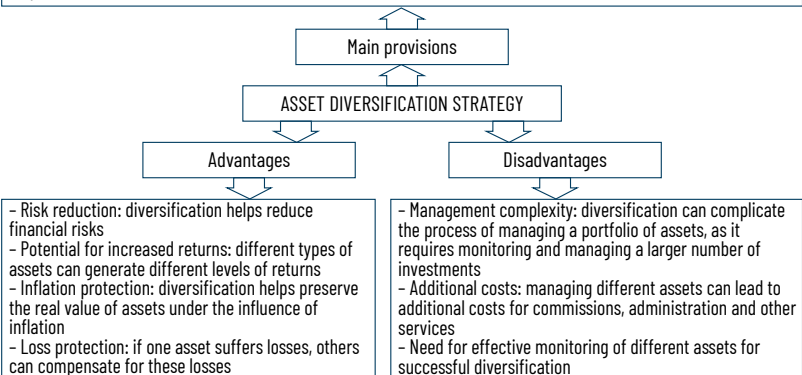 Main provisions
ASSET DIVERSIFICATION STRATEGY
Advantages
Disadvantages
– Risk reduction: diversification helps reduce
financial risks
– Potential for increased returns: different types of
assets can generate different levels of returns
– Inflation protection: diversification helps preserve
the real value of assets under the influence of
inflation
– Loss protection: if one asset suffers losses, others
can compensate for these losses
– Management complexity: diversification can complicate
the process of managing a portfolio of assets, as it
requires monitoring and managing a larger number of
investments
– Additional costs: managing different assets can lead to
additional costs for commissions, administration and other
services
– Need for effective monitoring of different assets for
successful diversification